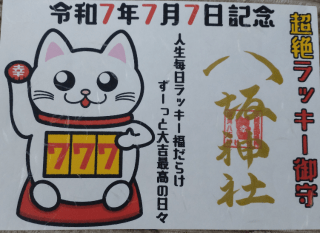 令和7年7月7日記念
超絶ラッキー御守
八坂神社
人生毎日ラッキー福だらけ
ずーっと大吉最高の日々
幸
777